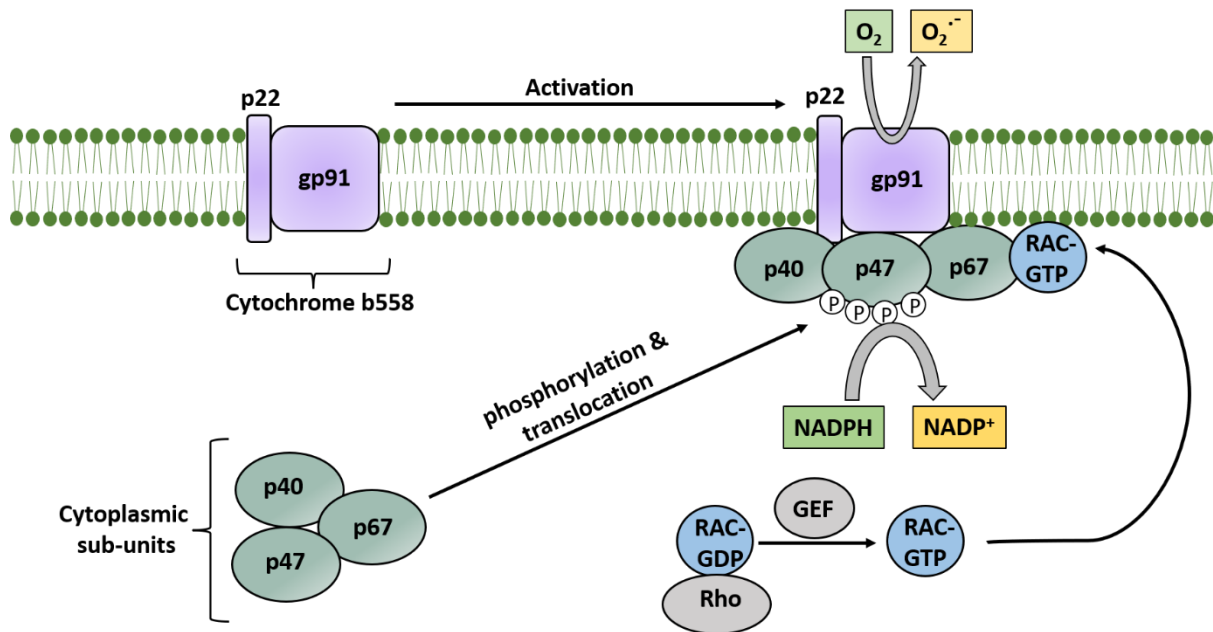 O₂
O₂˙⁻
p22
Activation
p22
gp91
gp91
Cytochrome b558
p40
p47
p67
RAC-
GTP
P
P
P
P
phosphorylation &
translocation
NADPH
NADP⁺
Cytoplasmic
sub-units
p40
p67
p47
GEF
RAC-
GDP
Rho
RAC-
GTP